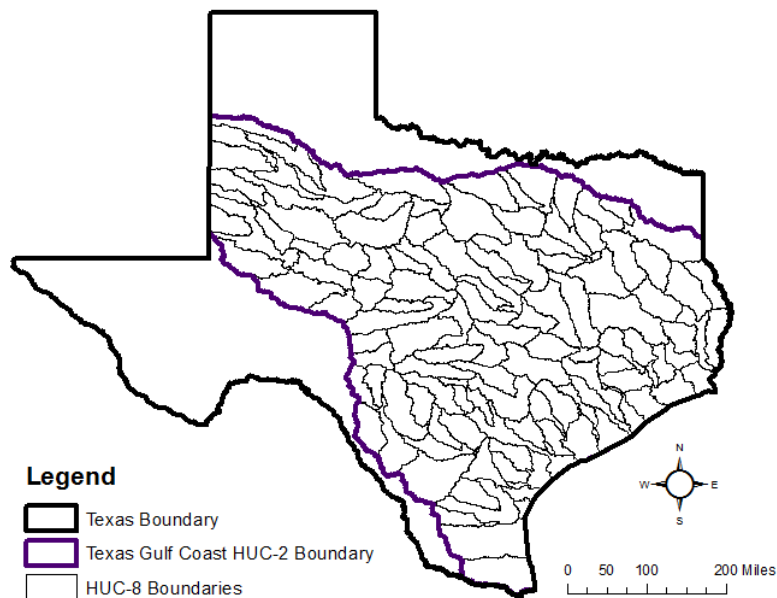 Legend
Texas Boundary
Texas Gulf Coast HUC-2 Boundary
HUC-8 Boundaries
N
W E
S
0 50 100 200 Miles